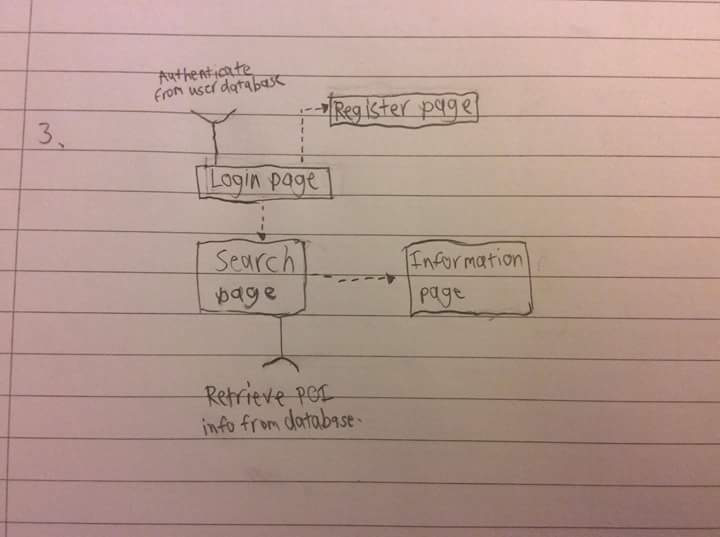 Authenticate
from user database
Register page
3.
Login page
Search
page
Information
page
Retrieve POI
info from database.